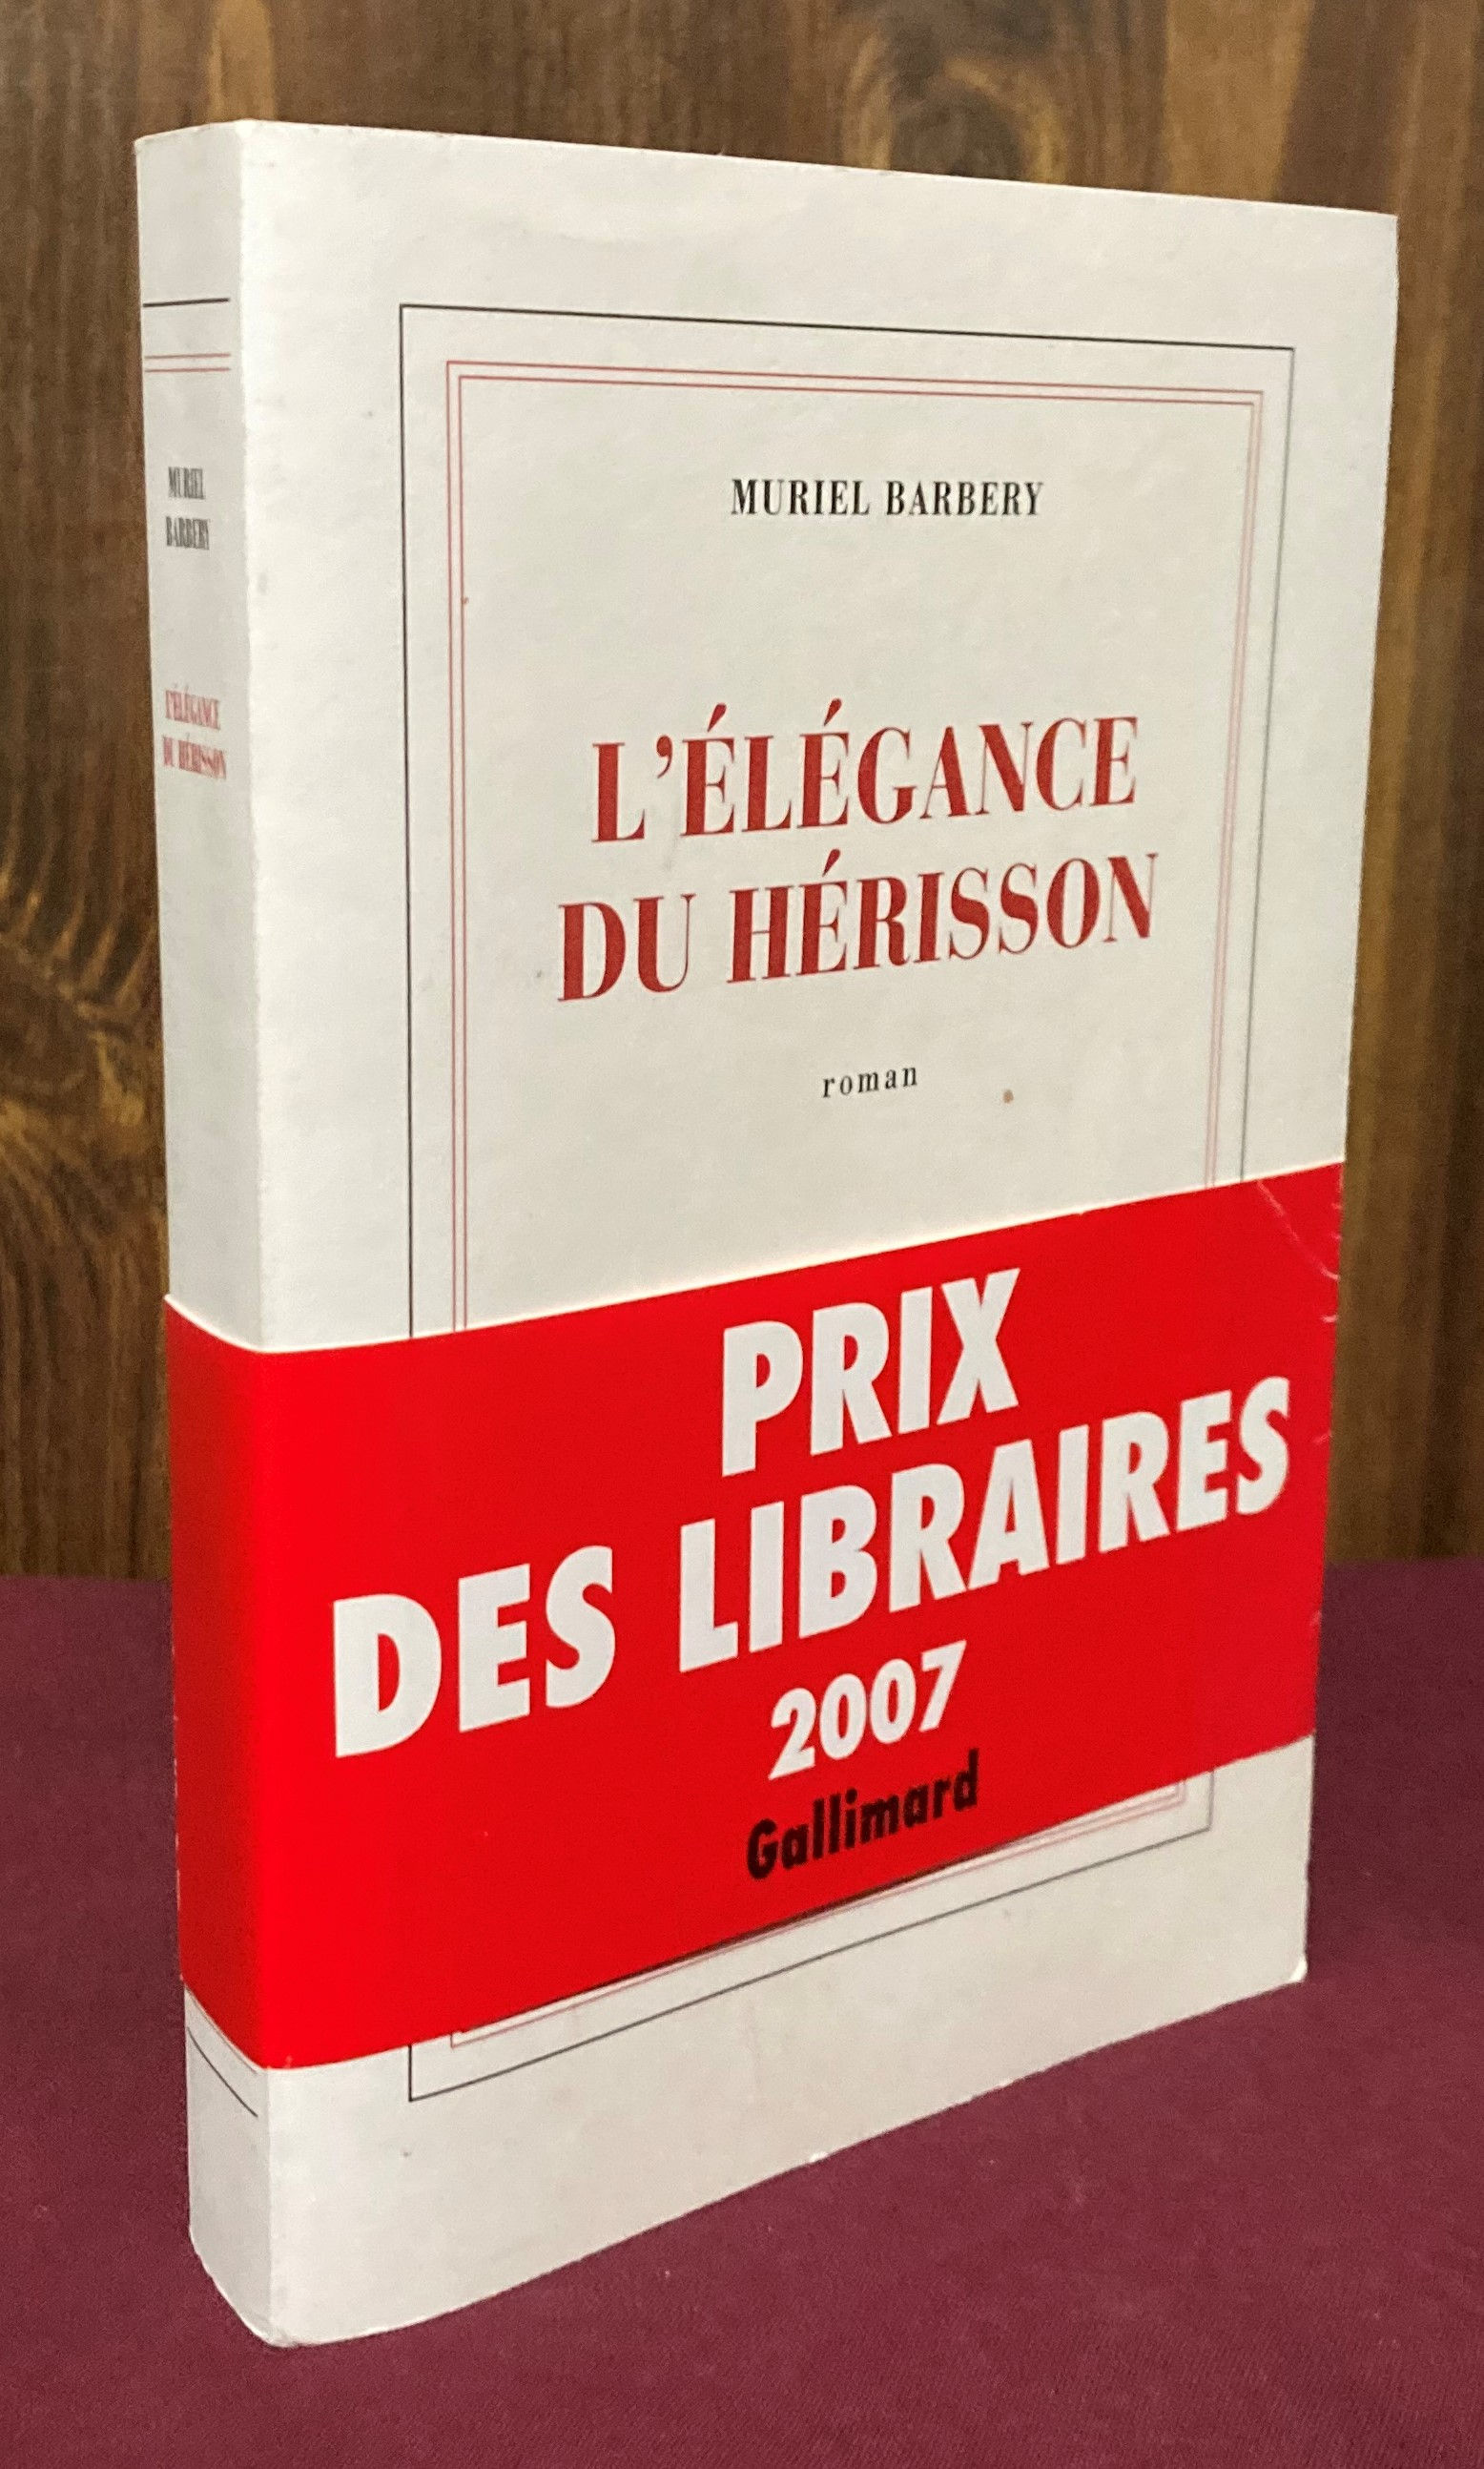 MURIEL
BARBERY
L'ÉLÉGANCE
DU HÉRISSON
MURIEL BARBERY
L'ÉLÉGANCE
DU HÉRISSON
roman
PRIX
DES LIBRAIRES
2007
Gallimard